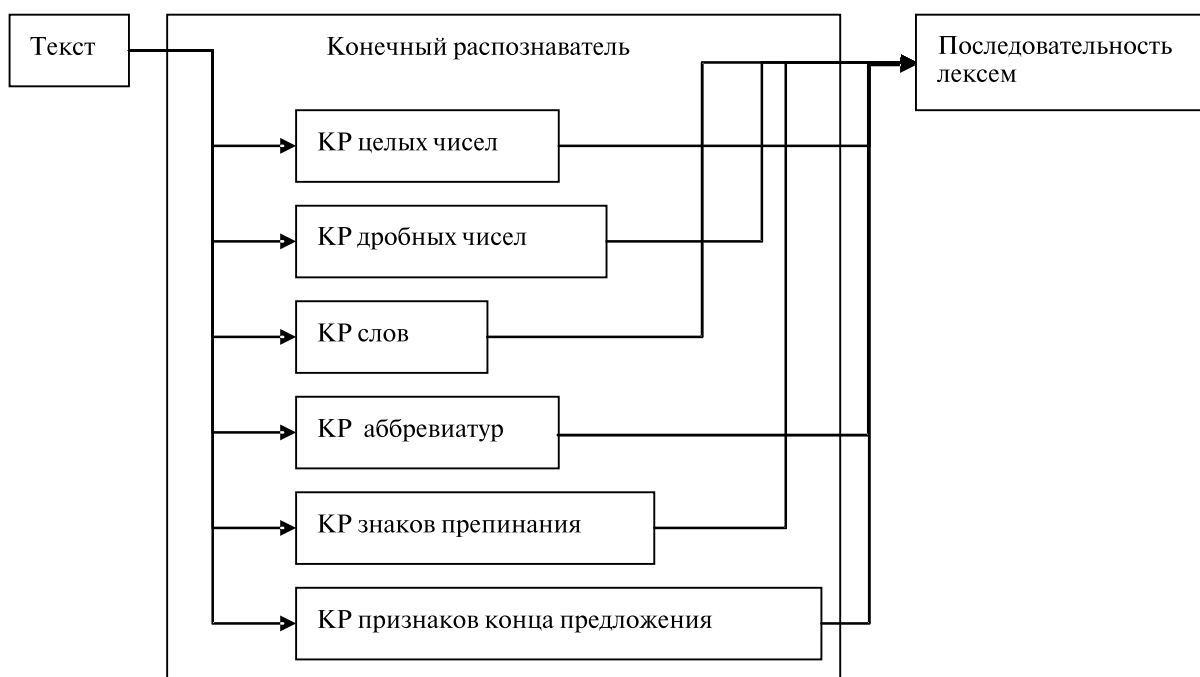 Текст
Конечный распознаватель
Последовательность
лексем
КР целых чисел
КР дробных чисел
КР слов
КР аббревиатур
КР знаков препинания
КР признаков конца предложения